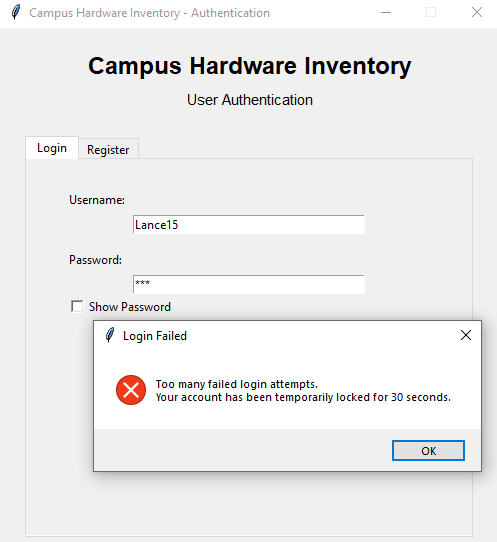 Campus Hardware Inventory - Authentication
Campus Hardware Inventory
User Authentication
Login
Register
Username:
Lance15
Password:
***
Show Password
Login Failed
Too many failed login attempts.
Your account has been temporarily locked for 30 seconds.
OK